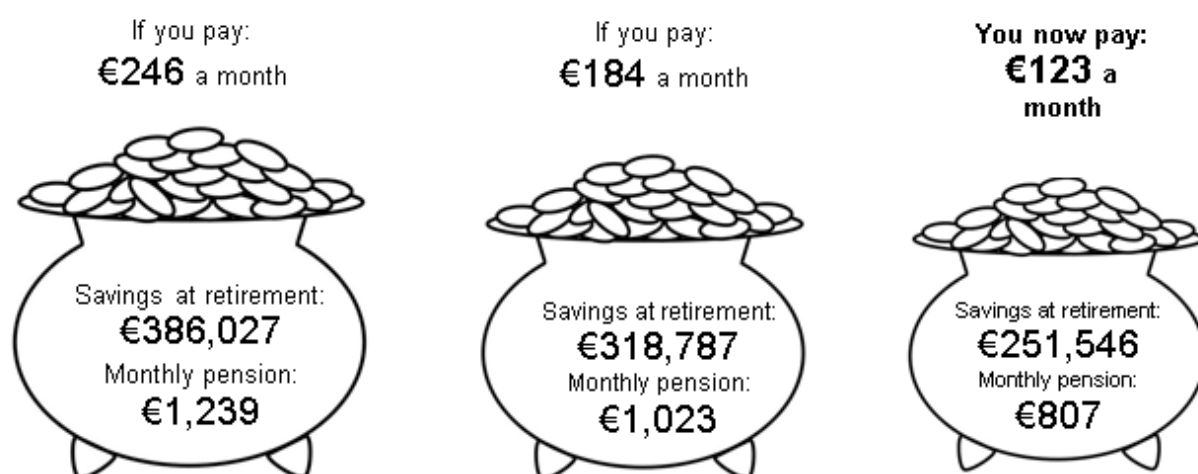 If you pay:
€246 a month
Savings at retirement:
€386,027
Monthly pension:
€1,239
If you pay:
€184 a month
Savings at retirement:
€318,787
Monthly pension:
€1,023
You now pay:
€123 a
month
Savings at retirement:
€251,546
Monthly pension:
€807